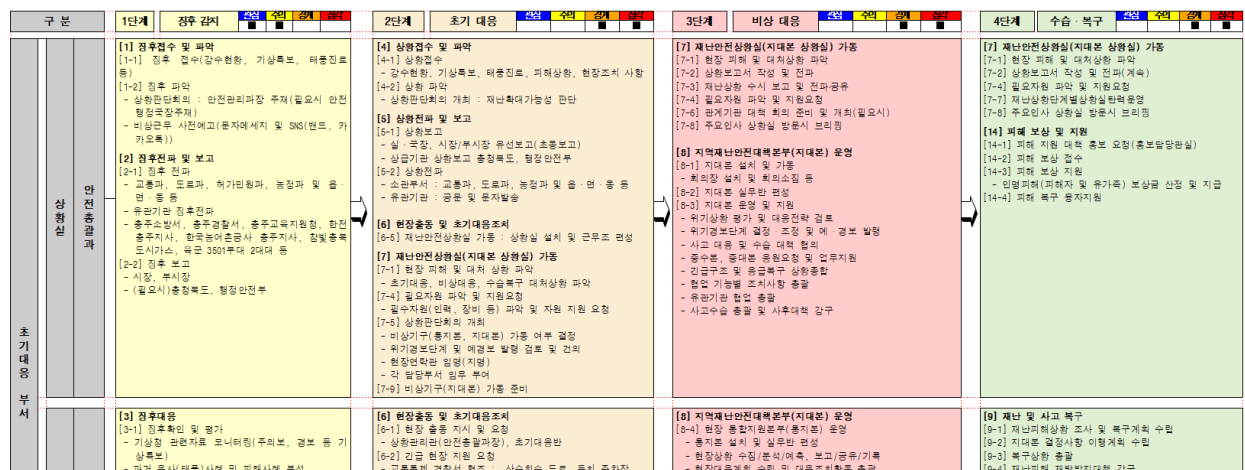 구 분
1단계
징후 감지
관심 주의 경계 심각
2단계
초기 대응
관심 주의 경계 심각
3단계
비상 대응
관심 주의 경계 심각
4단계
수습ㆍ복구
관심 주의 경계 심각
초기대응 부서
상황실
안전총괄과
[1] 징후접수 및 파악
[1-1] 징후 접수(강수현황, 기상특보, 태풍진로
등)
[1-2] 징후 파악
- 상황판단회의 : 안전관리과장 주재(필요시 안전
행정국장주재)
- 비상근무 사전예고(문자메세지 및 SNS(밴드, 카
카오톡))
[2] 징후전파 및 보고
[2-1] 징후 전파
- 교통과, 도로과, 허가민원과, 농정과 및 읍ㆍ
면ㆍ동 등
- 유관기관 징후전파
- 충주소방서, 충주경찰서, 충주교육지원청, 한전
충주지사, 한국농어촌공사 충주지사, 참빛충북
도시가스, 육군 3501부대 2대대 등
[2-2] 징후 보고
- 시장, 부시장
- (필요시)충청북도, 행정안전부
[4] 상황접수 및 파악
[4-1] 상황접수
- 강수현황, 기상특보, 태풍진로, 피해상황, 현장조치 사항
[4-2] 상황 파악
- 상황판단회의 개최 : 재난확대가능성 판단
[5] 상황전파 및 보고
[5-1] 상황보고
- 실ㆍ국장, 시장/부시장 유선보고(초동보고)
- 상급기관 상황보고 충청북도, 행정안전부
[5-2] 상황전파
- 소관부서 : 교통과, 도로과, 농정과 및 읍ㆍ면ㆍ동 등
- 유관기관 : 공문 및 문자발송
[6] 현장출동 및 초기대응조치
[6-5] 재난안전상황실 가동 : 상황실 설치 및 근무조 편성
[7] 재난안전상황실(지대본 상황실) 가동
[7-1] 현장 피해 및 대처 상황 파악
- 초기대응, 비상대응, 수습복구 대처상황 파악
[7-4] 필요자원 파악 및 지원요청
- 필수자원(인력, 장비 등) 파악 및 자원 지원 요청
[7-5] 상황판단회의 개최
- 비상기구(통지본, 지대본) 가동 여부 결정
- 위기경보단계 및 예경보 발령 검토 및 건의
- 현장연락관 임명(지명)
- 각 담당부서 임무 부여
[7-9] 비상기구(지대본) 가동 준비
[7] 재난안전상황실(지대본 상황실) 가동
[7-1] 현장 피해 및 대처상황 파악
[7-2] 상황보고서 작성 및 전파
[7-3] 재난상황 수시 보고 및 전파·공유
[7-4] 필요자원 파악 및 지원요청
[7-6] 관계기관 대책 회의 준비 및 개최(필요시)
[7-8] 주요인사 상황실 방문시 브리핑
[8] 지역재난안전대책본부(지대본) 운영
[8-1] 지대본 설치 및 가동
- 회의장 설치 및 회의소집 등
[8-2] 지대본 실무반 편성
[8-3] 지대본 운영 및 지원
- 위기상황 평가 및 대응전략 검토
- 위기경보단계 결정ㆍ조정 및 예ㆍ경보 발령
- 사고 대응 및 수습 대책 협의
- 중수본, 중대본 응원요청 및 업무지원
- 긴급구조 및 응급복구 상황종합
- 협업 기능별 조치사항 총괄
- 유관기관 협업 총괄
- 사고수습 총괄 및 사후대책 강구
[7] 재난안전상황실(지대본 상황실) 가동
[7-1] 현장 피해 및 대처상황 파악
[7-2] 상황보고서 작성 및 전파(계속)
[7-4] 필요자원 파악 및 지원요청
[7-7] 재난상황단계별상황실탄력운영
[7-8] 주요인사 상황실 방문시 브리핑
[14] 피해 보상 및 지원
[14-1] 피해 지원 대책 홍보 요청(홍보담당관실)
[14-2] 피해 보상 접수
[14-3] 피해 보상 지원
- 인명피해(피해자 및 유가족) 보상금 산정 및 지급
[14-4] 피해 복구 융자지원
[3] 징후대응
[3-1] 징후확인 및 평가
- 기상청 관련자료 모니터링(주의보, 경보 등 기
상특보)
- 과거 유사(태풍)사례 및 피해사례 분석
[6] 현장출동 및 초기대응조치
[6-1] 현장 출동 지시 및 요청
- 상황관리관(안전총괄과장), 초기대응반
[6-2] 긴급 현장 지원 요청
[8] 지역재난안전대책본부(지대본) 운영
[8-4] 현장 통합지원본부(통지본) 운영
- 통지본 설치 및 실무반 편성
- 현장상황 수집/분석/예측, 보고/공유/기록
- 현장대응계획 수립 및 대응조치활동 총괄
[9] 재난 및 사고 복구
[9-1] 재난피해상황 조사 및 복구계획 수립
[9-2] 지대본 결정사항 이행계획 수립
[9-3] 복구상황 총괄
[9-4] 재난피해 재발방지대책 강구